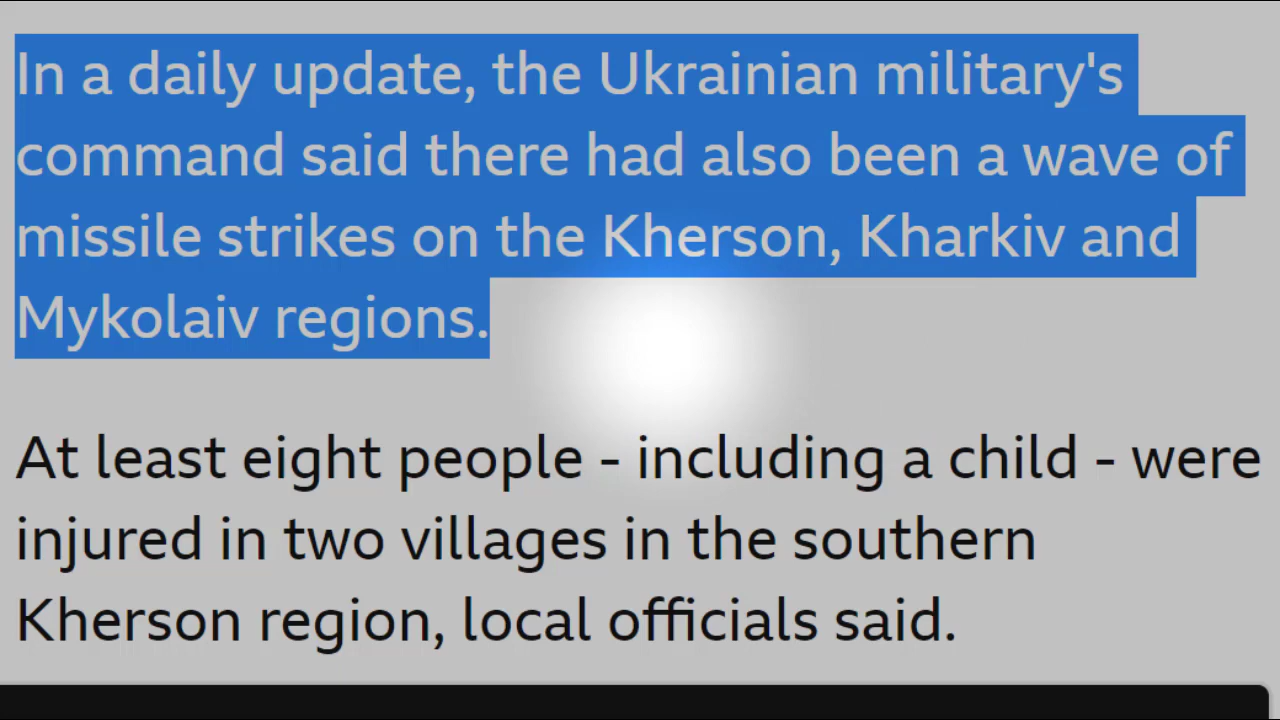 In a daily update, the Ukrainian military's
command said there had also been a wave of
missile strikes on the Kherson, Kharkiv and
Mykolaiv regions.
At least eight people - including a child - were
injured in two villages in the southern
Kherson region, local officials said.